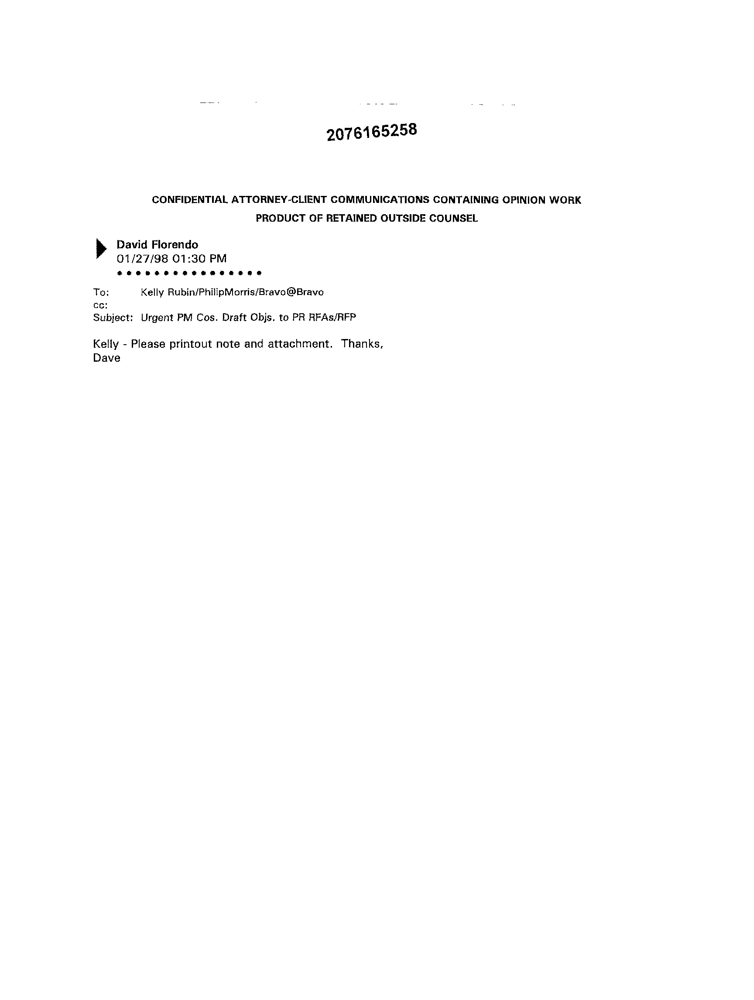 2076165258
CONFIDENTIAL ATTORNEY-CLIENT COMMUNICATIONS CONTAINING OPINION WORK
PRODUCT OF RETAINED OUTSIDE COUNSEL
David Florendo
01/27/98 01:30 PM
To: Kelly Rubin/PhilipMorris/Bravo@Bravo
cc:
Subject: Urgent PM Cos. Draft Objs. to PR RFAs/RFP
Kelly - Please printout note and attachment. Thanks,
Dave